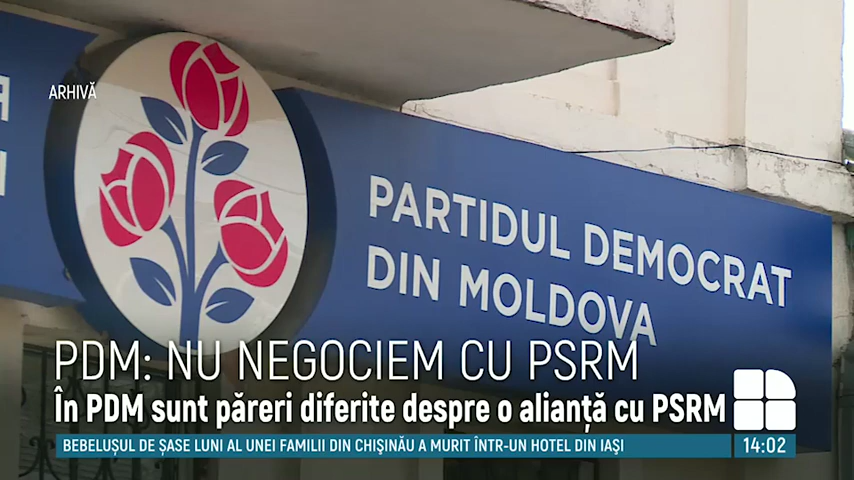 ARHIVĂ
PARTIDUL DEMOCRAT
DIN MOLDOVA
PDM: NU NEGOCIEM CU PSRM
În PDM sunt păreri diferite despre o alianță cu PSRM
BEBELUȘUL DE ȘASE LUNI AL UNEI FAMILII DIN CHIȘINĂU A MURIT ÎNTR-UN HOTEL DIN IAȘI
14:02